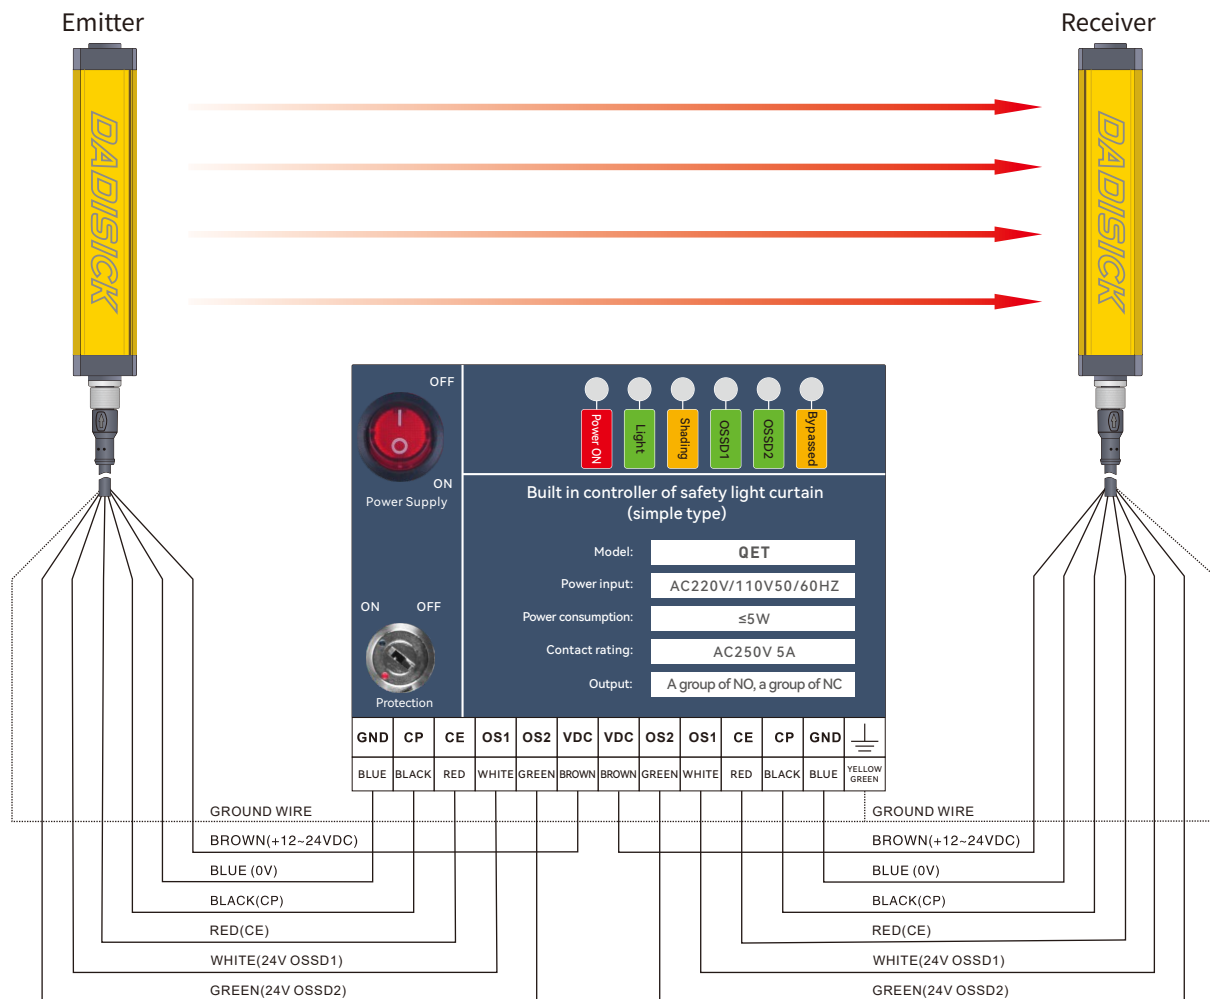 Emitter
Receiver
DADISICK
DADISICK
OFF
ON
Power Supply
ON OFF
Protection
Power ON
Light
Shading
OSSD1
OSSD2
Bypassed
Built in controller of safety light curtain
(simple type)
Model: QET
Power input: AC220V/110V50/60HZ
Power consumption: ≤5W
Contact rating: AC250V 5A
Output: A group of NO, a group of NC
GND CP CE OS1 OS2 VDC VDC OS2 OS1 CE CP GND
BLUE BLACK RED WHITE GREEN BROWN BROWN GREEN WHITE RED BLACK BLUE YELLOW
GREEN
GROUND WIRE GROUND WIRE
BROWN(+12~24VDC) BROWN(+12~24VDC)
BLUE (0V) BLUE (0V)
BLACK(CP) BLACK(CP)
RED(CE) RED(CE)
WHITE(24V OSSD1) WHITE(24V OSSD1)
GREEN(24V OSSD2) GREEN(24V OSSD2)